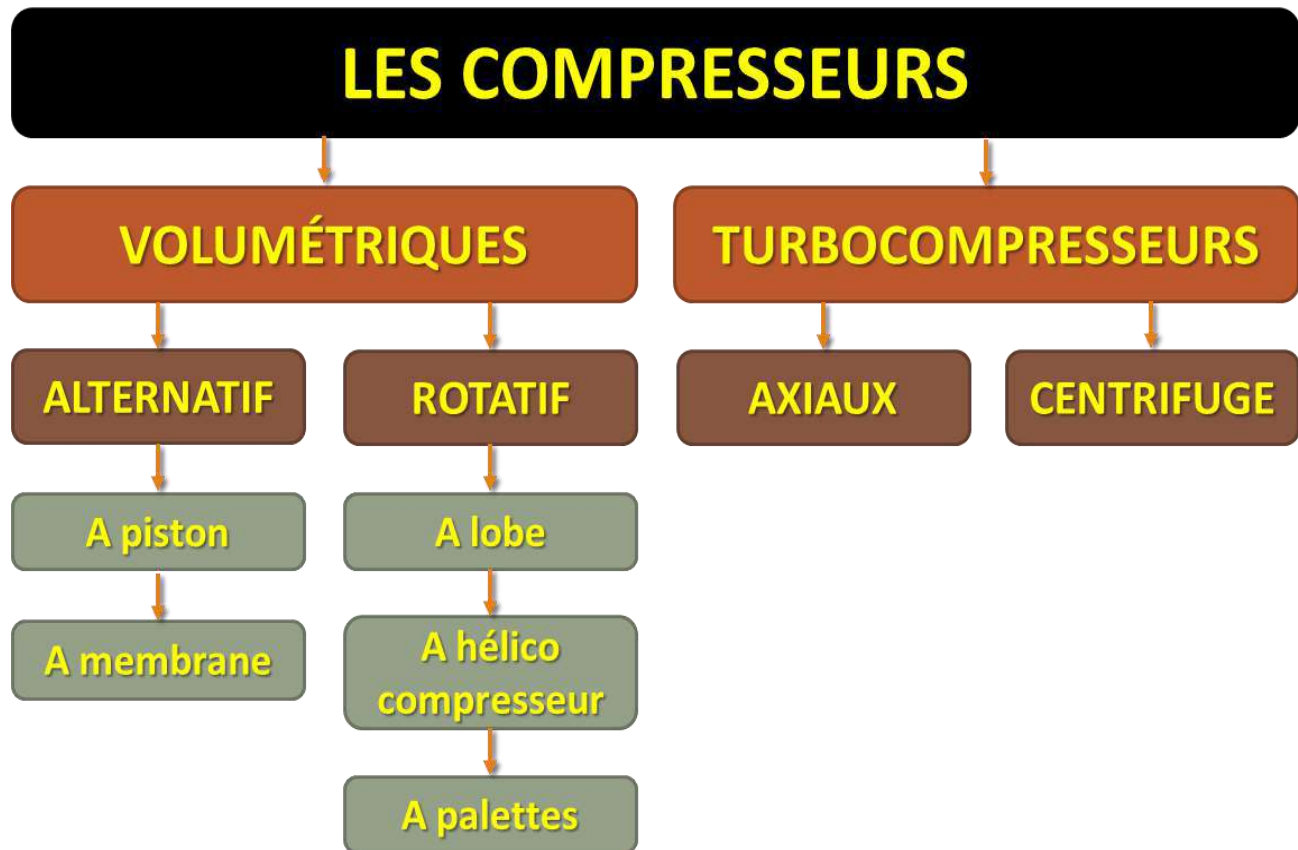 LES COMPRESSEURS
VOLUMÉTRIQUES
TURBOCOMPRESSEURS
ALTERNATIF
ROTATIF
AXIAUX
CENTRIFUGE
A piston
A lobe
A membrane
A hélico
compresseur
A palettes